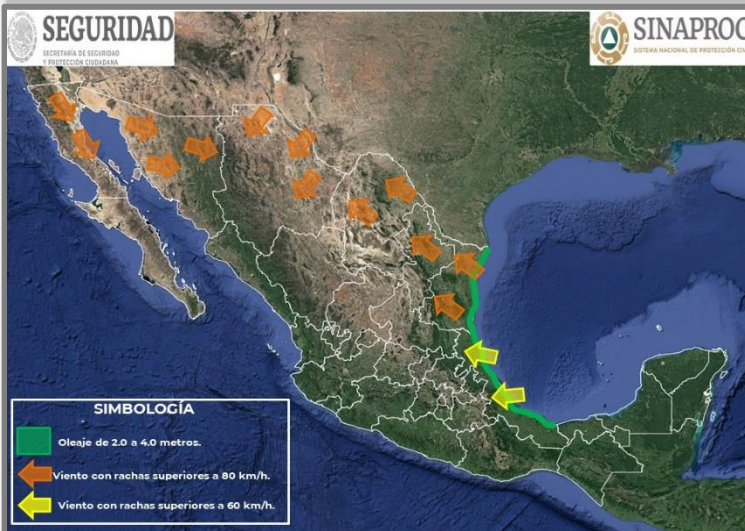 SEGURIDAD
SECRETARÍA DE SEGURIDAD
Y PROTECCIÓN CIUDADANA
SINAPROC
SISTEMA NACIONAL DE PROTECCIÓN CIV
SIMBOLOGÍA
Oleaje de 2.0 a 4.0 metros.
Viento con rachas superiores a 80 km/h.
Viento con rachas superiores a 60 km/h.